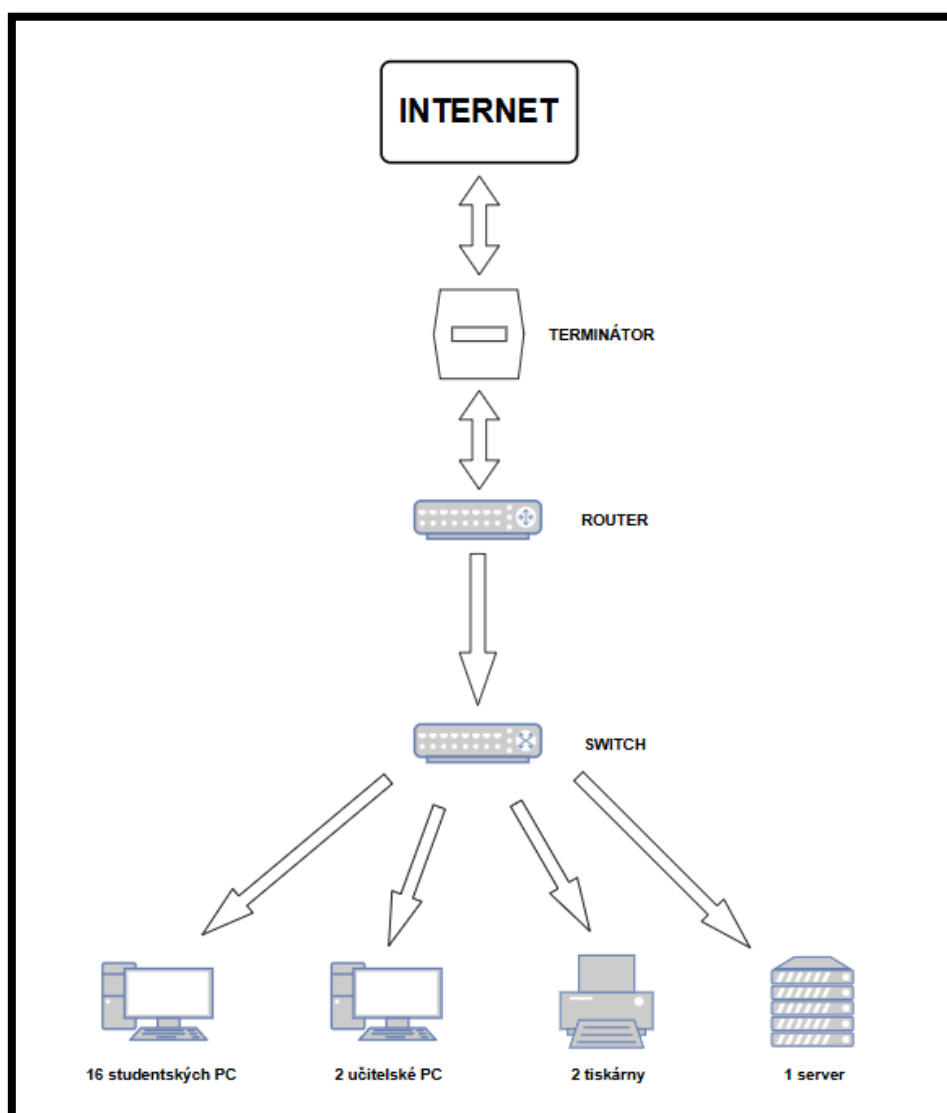 INTERNET
TERMINÁTOR
ROUTER
SWITCH
16 studentských PC
2 učitelské PC
2 tiskárny
1 server